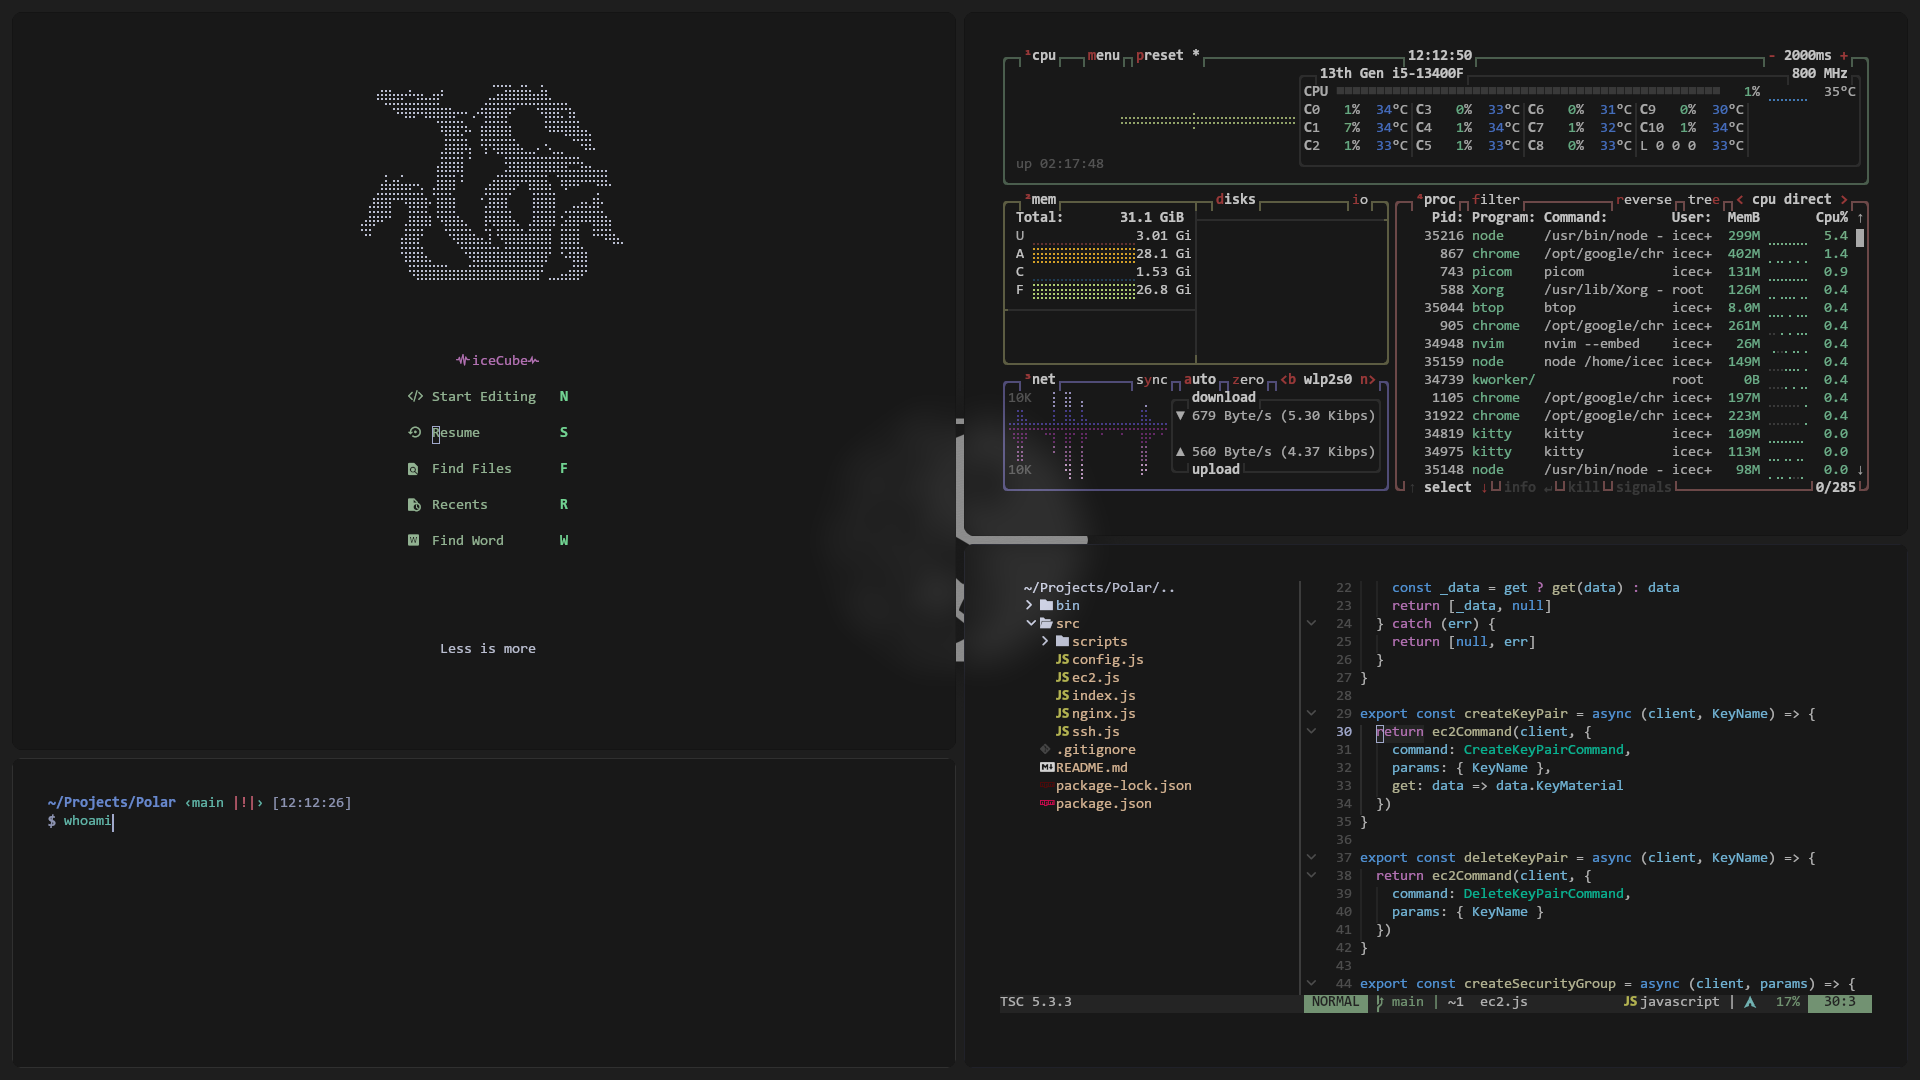 iceCube
Start Editing N
Resume S
Find Files F
Recents R
Find Word W
Less is more
~/Projects/Polar ‹main |!|› [12:12:26]
$ whoami
¹cpu menu preset * 12:12:50 - 2000ms +
13th Gen i5-13400F 800 MHz
CPU 1% 35°C
C0 1% 34°C C3 0% 33°C C6 0% 31°C C9 0% 30°C
C1 7% 34°C C4 1% 34°C C7 1% 32°C C10 1% 34°C
C2 1% 33°C C5 1% 33°C C8 0% 33°C L 0 0 0 33°C
up 02:17:48
²mem disks io
Total: 31.1 GiB
U 3.01 Gi
A 28.1 Gi
C 1.53 Gi
F 26.8 Gi
³net sync auto zero <b wlp2s0 n>
10K download
▼ 679 Byte/s (5.30 Kibps)
▲ 560 Byte/s (4.37 Kibps)
10K upload
⁴proc filter reverse tree < cpu direct >
Pid: Program: Command: User: MemB Cpu% ↑
35216 node /usr/bin/node - icec+ 299M 5.4
867 chrome /opt/google/chr icec+ 402M 1.4
743 picom picom icec+ 131M 0.9
588 Xorg /usr/lib/Xorg - root 126M 0.4
35044 btop btop icec+ 8.0M 0.4
905 chrome /opt/google/chr icec+ 261M 0.4
34948 nvim nvim --embed icec+ 26M 0.4
35159 node node /home/icec icec+ 149M 0.4
34739 kworker/ root 0B 0.4
1105 chrome /opt/google/chr icec+ 197M 0.4
31922 chrome /opt/google/chr icec+ 223M 0.4
34819 kitty kitty icec+ 109M 0.0
34975 kitty kitty icec+ 113M 0.0
35148 node /usr/bin/node - icec+ 98M 0.0 ↓
↑ select ↓ info ↵ kill signals 0/285
~/Projects/Polar/..
bin
src
scripts
JS config.js
JS ec2.js
JS index.js
JS nginx.js
JS ssh.js
.gitignore
README.md
package-lock.json
package.json
22 const _data = get ? get(data) : data
23 return [_data, null]
24 } catch (err) {
25 return [null, err]
26 }
27 }
28
29 export const createKeyPair = async (client, KeyName) => {
30 return ec2Command(client, {
31 command: CreateKeyPairCommand,
32 params: { KeyName },
33 get: data => data.KeyMaterial
34 })
35 }
36
37 export const deleteKeyPair = async (client, KeyName) => {
38 return ec2Command(client, {
39 command: DeleteKeyPairCommand,
40 params: { KeyName }
41 })
42 }
43
44 export const createSecurityGroup = async (client, params) => {
TSC 5.3.3 NORMAL main | ~1 ec2.js JS javascript | 17% 30:3